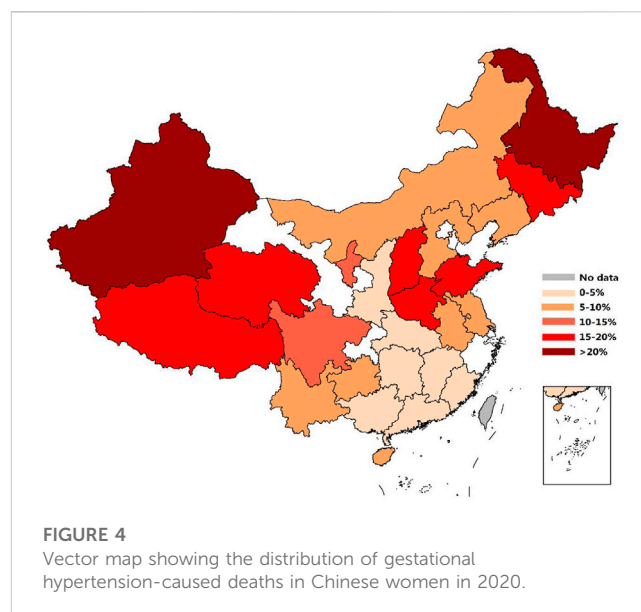 No data
0-5%
5-10%
10-15%
15-20%
>20%
FIGURE 4
Vector map showing the distribution of gestational
hypertension-caused deaths in Chinese women in 2020.